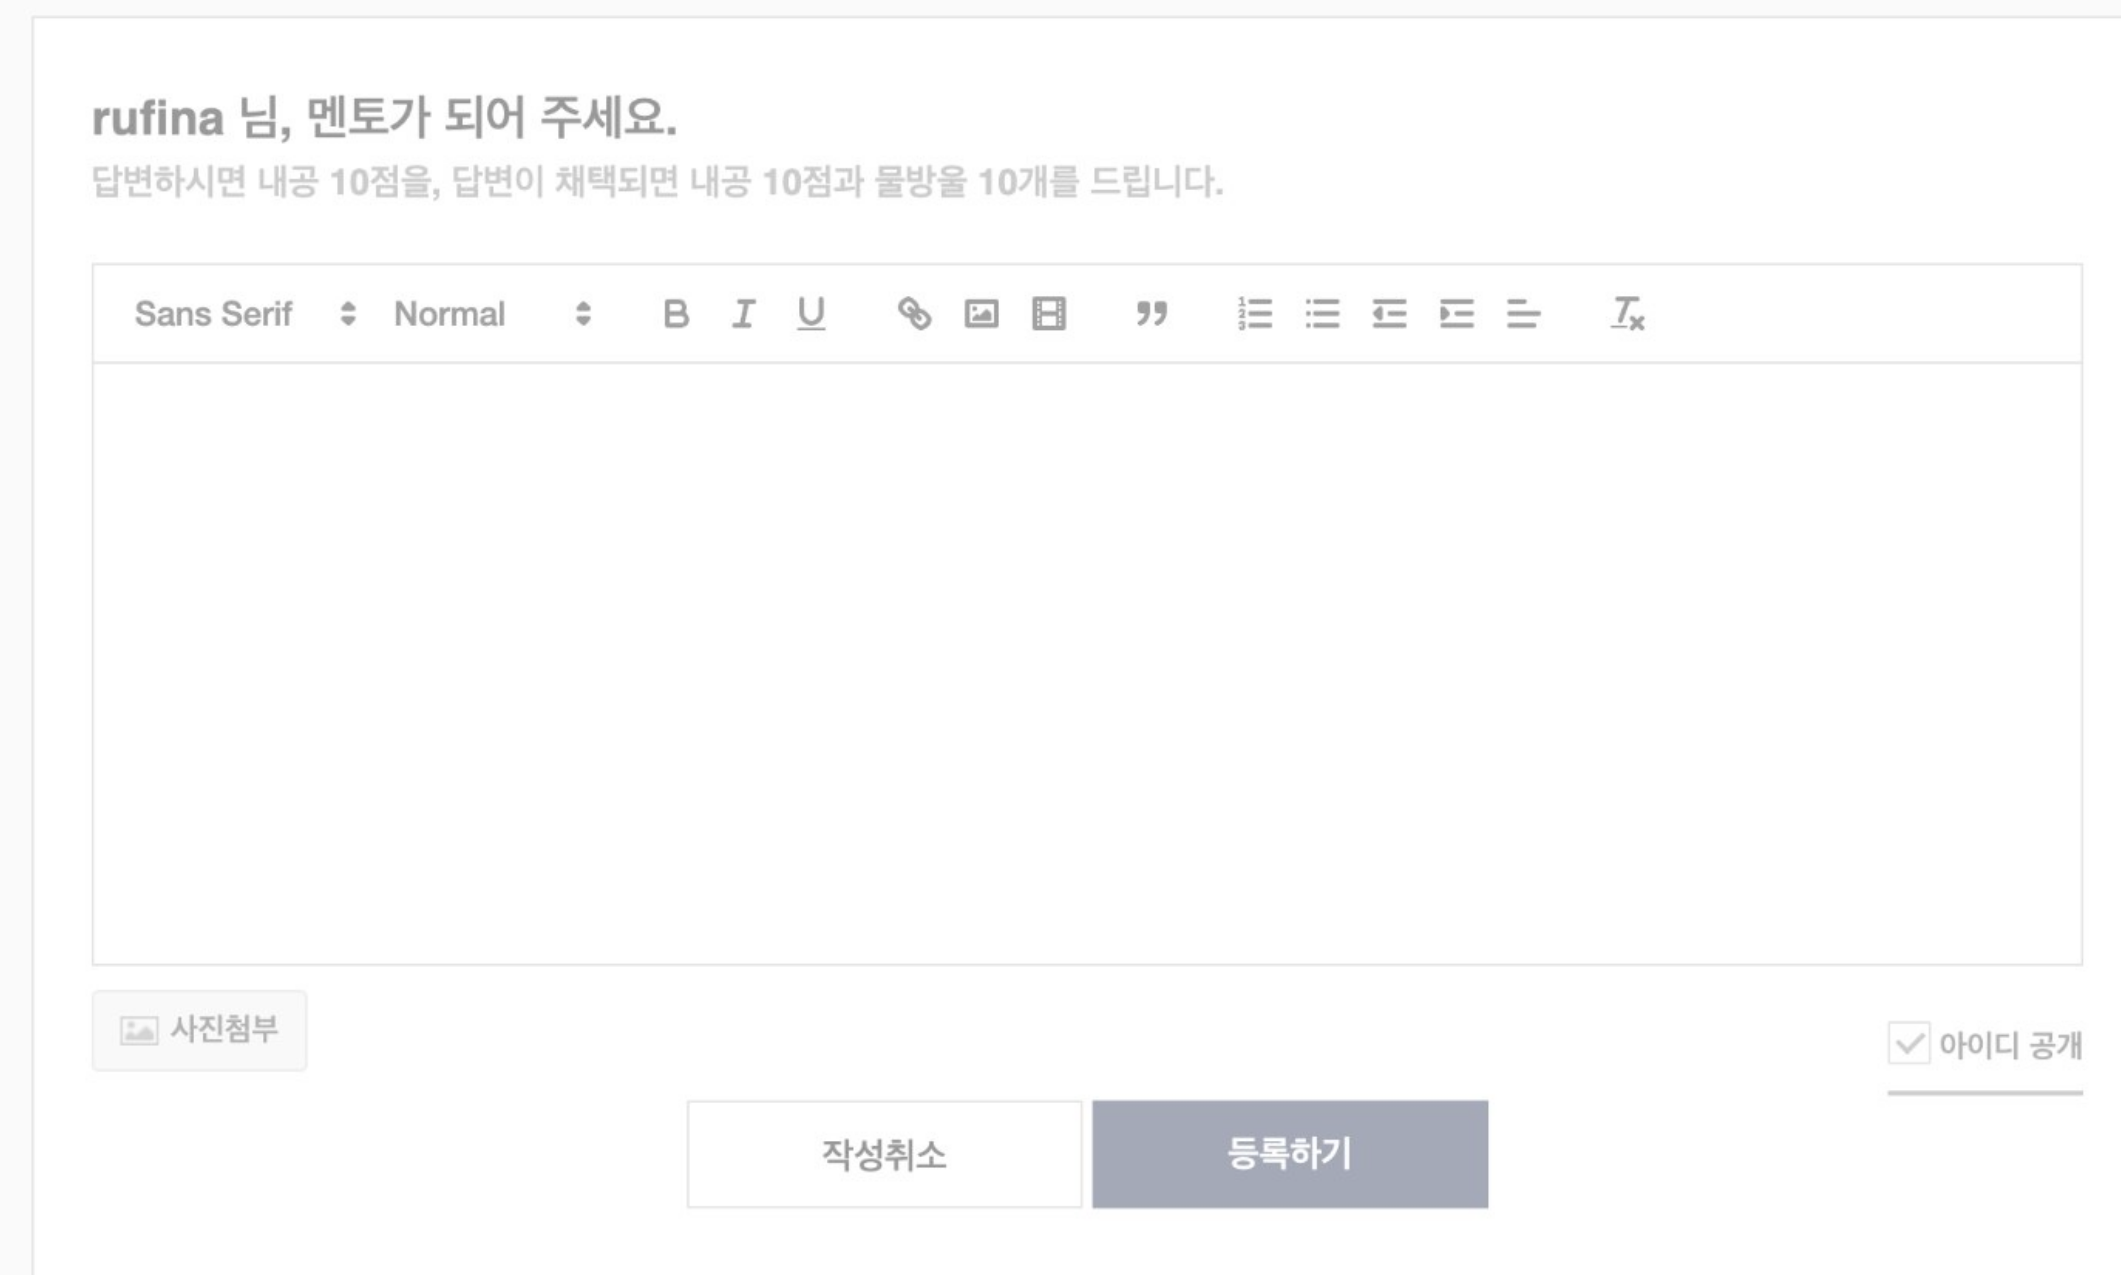 rufina 님, 멘토가 되어 주세요.
답변하시면 내공 10점을, 답변이 채택되면 내공 10점과 물방울 10개를 드립니다.
Sans Serif Normal B I U
사진첨부
아이디 공개
작성취소 등록하기